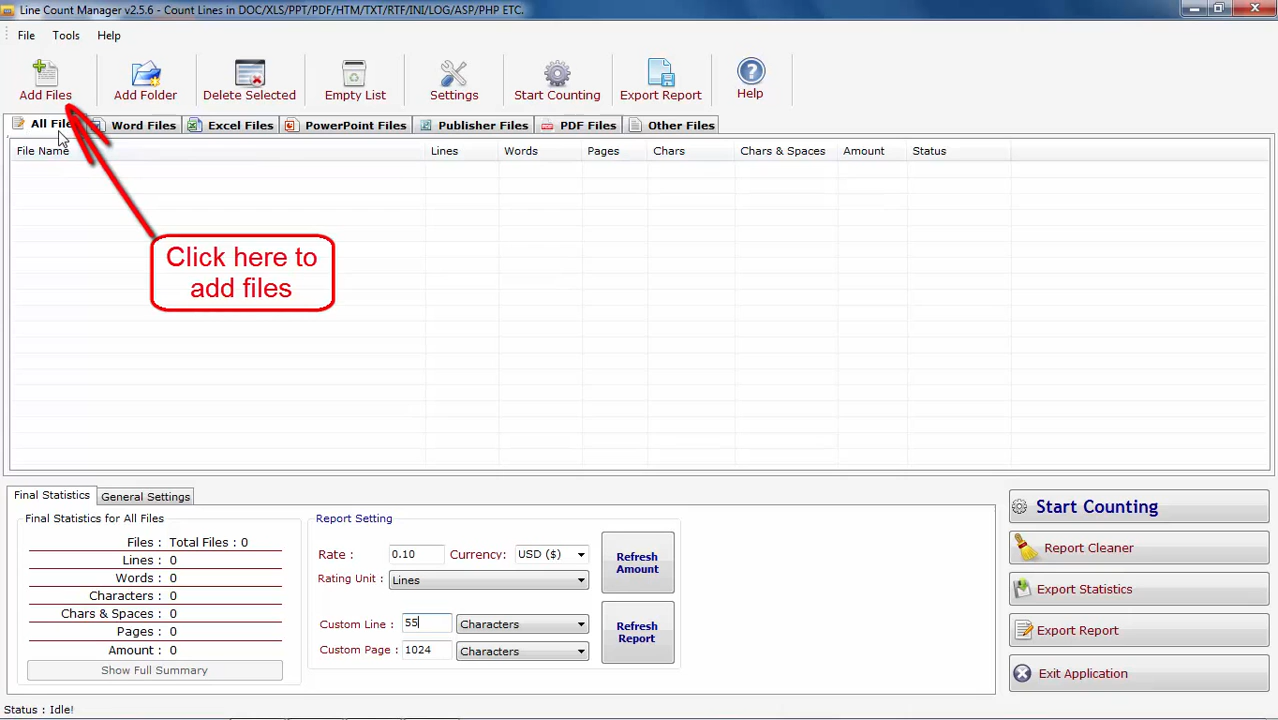 Line Count Manager v2.5.6 - Count Lines in DOC/XLS/PPT/PDF/HTM/TXT/RTF/INI/LOG/ASP/PHP ETC.
File Tools Help
Add Files Add Folder Delete Selected Empty List Settings Start Counting Export Report Help
All File Word Files Excel Files PowerPoint Files Publisher Files PDF Files Other Files
File Name Lines Words Pages Chars Chars & Spaces Amount Status
Click here to
add files
Final Statistics General Settings
Final Statistics for All Files
Files : Total Files : 0
Lines : 0
Words : 0
Characters : 0
Chars & Spaces : 0
Pages : 0
Amount : 0
Show Full Summary
Report Setting
Rate : 0.10 Currency: USD ($)
Rating Unit : Lines
Custom Line : 55 Characters
Custom Page : 1024 Characters
Refresh
Amount
Refresh
Report
Start Counting
Report Cleaner
Export Statistics
Export Report
Exit Application
Status : Idle!